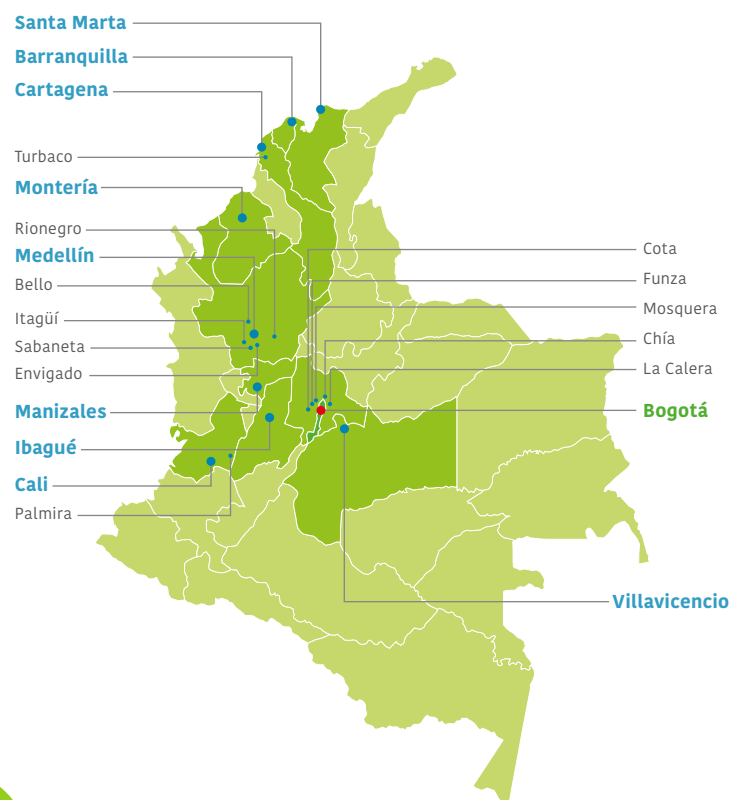 Santa Marta
Barranquilla
Cartagena
Turbaco
Montería
Rionegro
Medellín
Bello
Itagüí
Sabaneta
Envigado
Manizales
Ibagué
Cali
Palmira
Cota
Funza
Mosquera
Chía
La Calera
Bogotá
Villavicencio